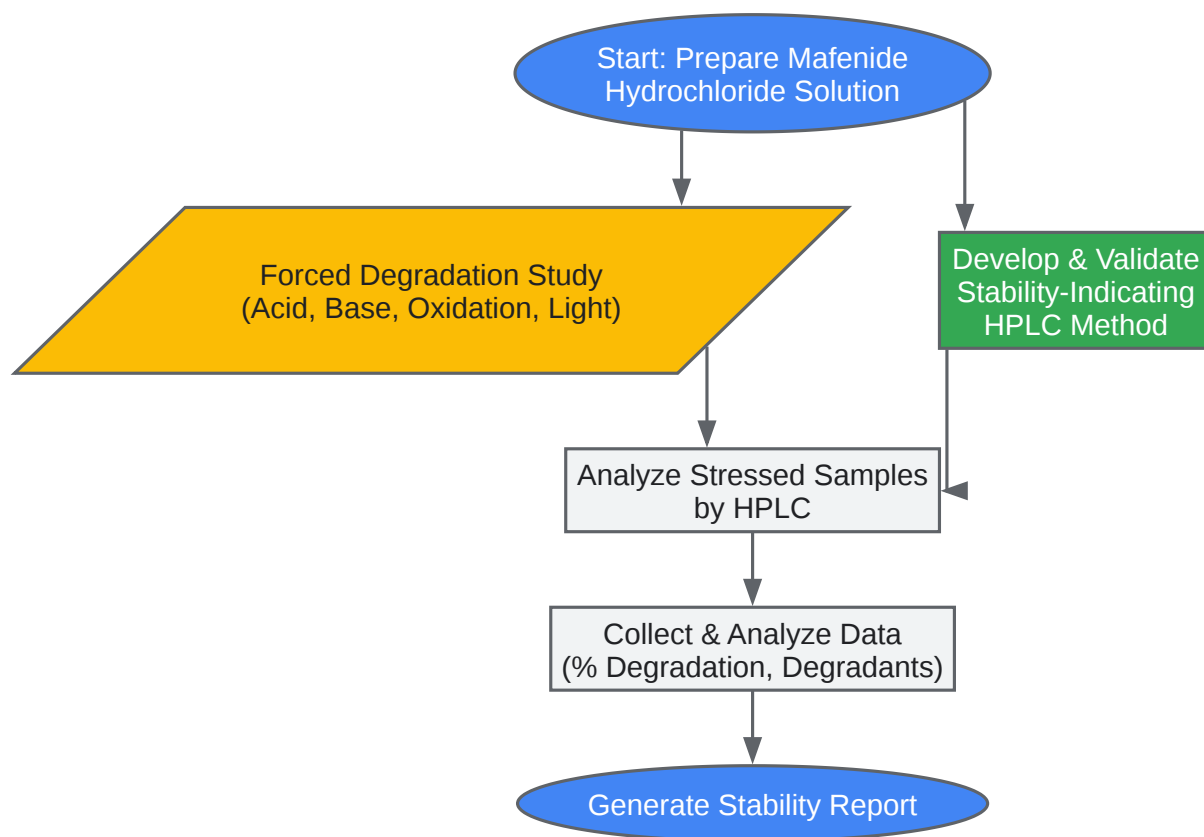 Start: Prepare Mafenide
Hydrochloride Solution
Forced Degradation Study
(Acid, Base, Oxidation, Light)
Develop & Validate
Stability-Indicating
HPLC Method
Analyze Stressed Samples
by HPLC
Collect & Analyze Data
(% Degradation, Degradants)
Generate Stability Report